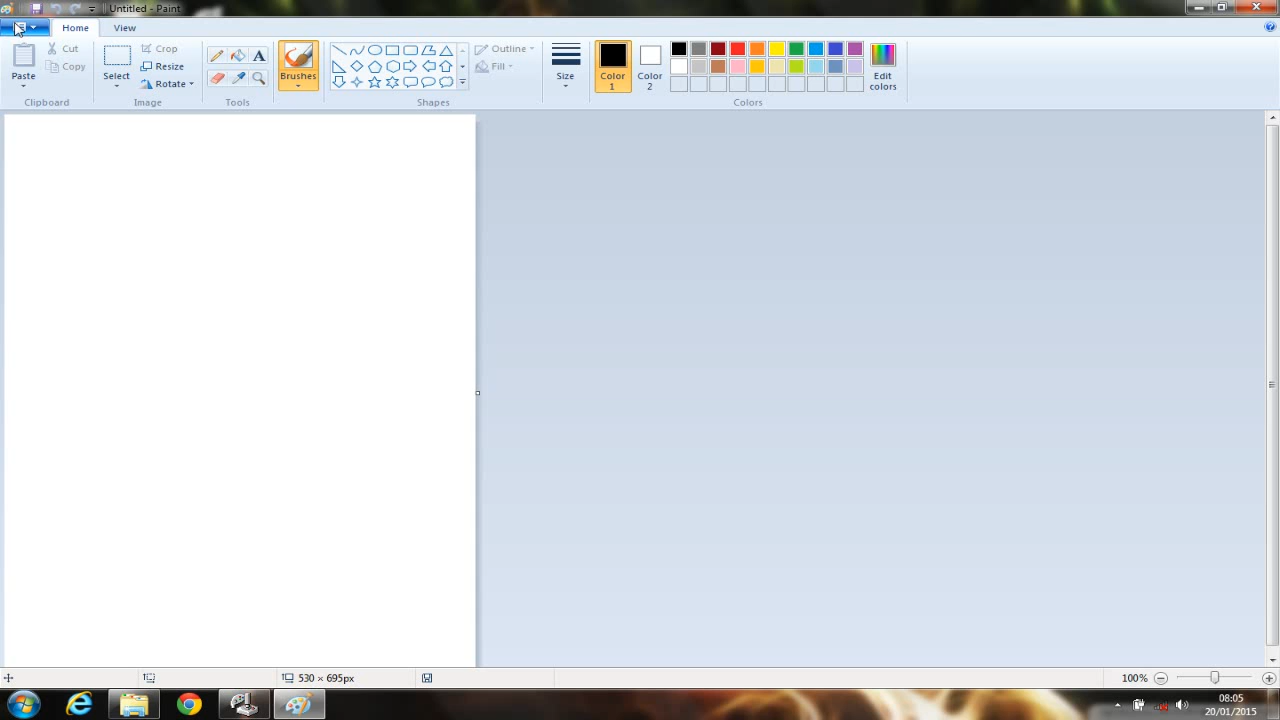 Untitled - Paint
Home View
Paste
Cut
Copy
Clipboard
Select
Crop
Resize
Rotate
Image
A
Tools
Brushes
Outline
Fill
Shapes
Size
Color 1
Color 2
Edit colors
Colors
530 × 695px
100%
08:05
20/01/2015